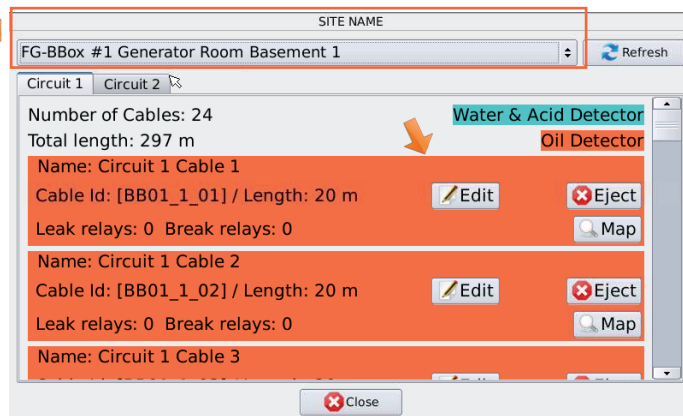 SITE NAME
FG-BBox #1 Generator Room Basement 1
Refresh
Circuit 1 Circuit 2
Number of Cables: 24 Water & Acid Detector
Total length: 297 m Oil Detector
Name: Circuit 1 Cable 1
Cable Id: [BB01_1_01] / Length: 20 m Edit Eject
Leak relays: 0 Break relays: 0 Map
Name: Circuit 1 Cable 2
Cable Id: [BB01_1_02] / Length: 20 m Edit Eject
Leak relays: 0 Break relays: 0 Map
Name: Circuit 1 Cable 3
Close